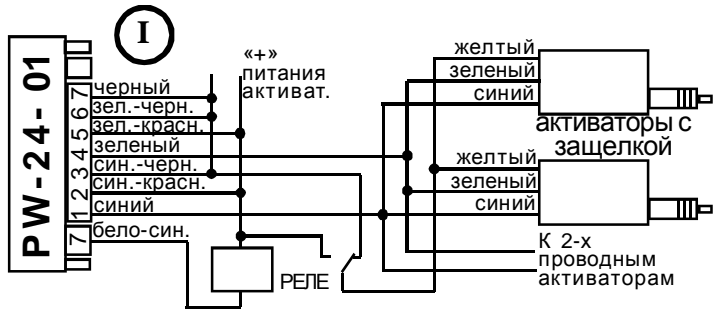 I
PW-24-01
7 черный
6 зел.-черн.
5 зел.-красн.
4 зеленый
3 син.-черн.
2 син.-красн.
1 синий
7 бело-син.
«+»
питания
активат.
РЕЛЕ
желтый
зеленый
синий
активаторы с
защелкой
желтый
зеленый
синий
К 2-х
проводным
активаторам